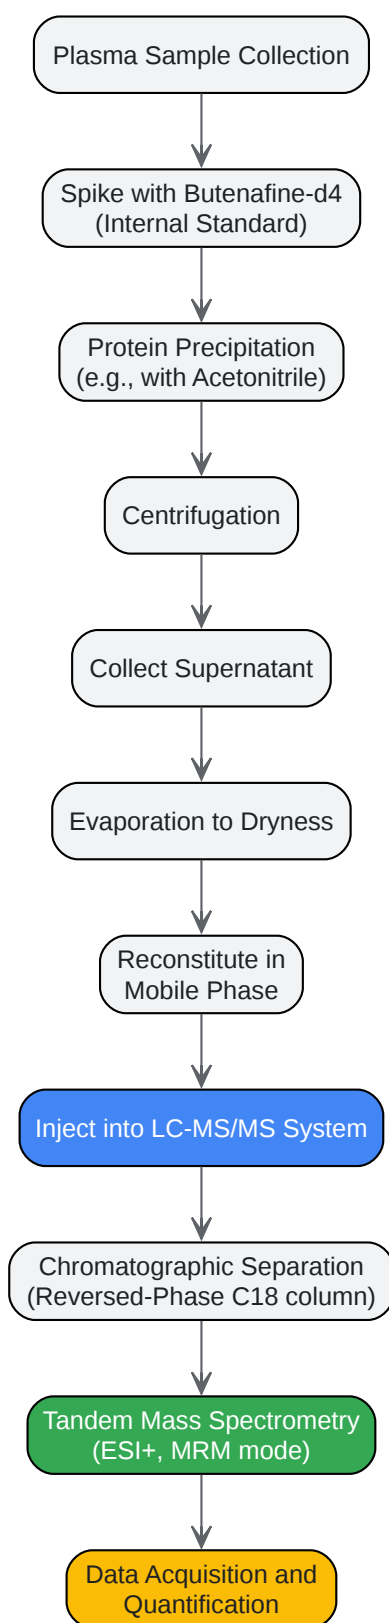 Plasma Sample Collection
Spike with Butenafine-d4
(Internal Standard)
Protein Precipitation
(e.g., with Acetonitrile)
Centrifugation
Collect Supernatant
Evaporation to Dryness
Reconstitute in
Mobile Phase
Inject into LC-MS/MS System
Chromatographic Separation
(Reversed-Phase C18 column)
Tandem Mass Spectrometry
(ESI+, MRM mode)
Data Acquisition and
Quantification